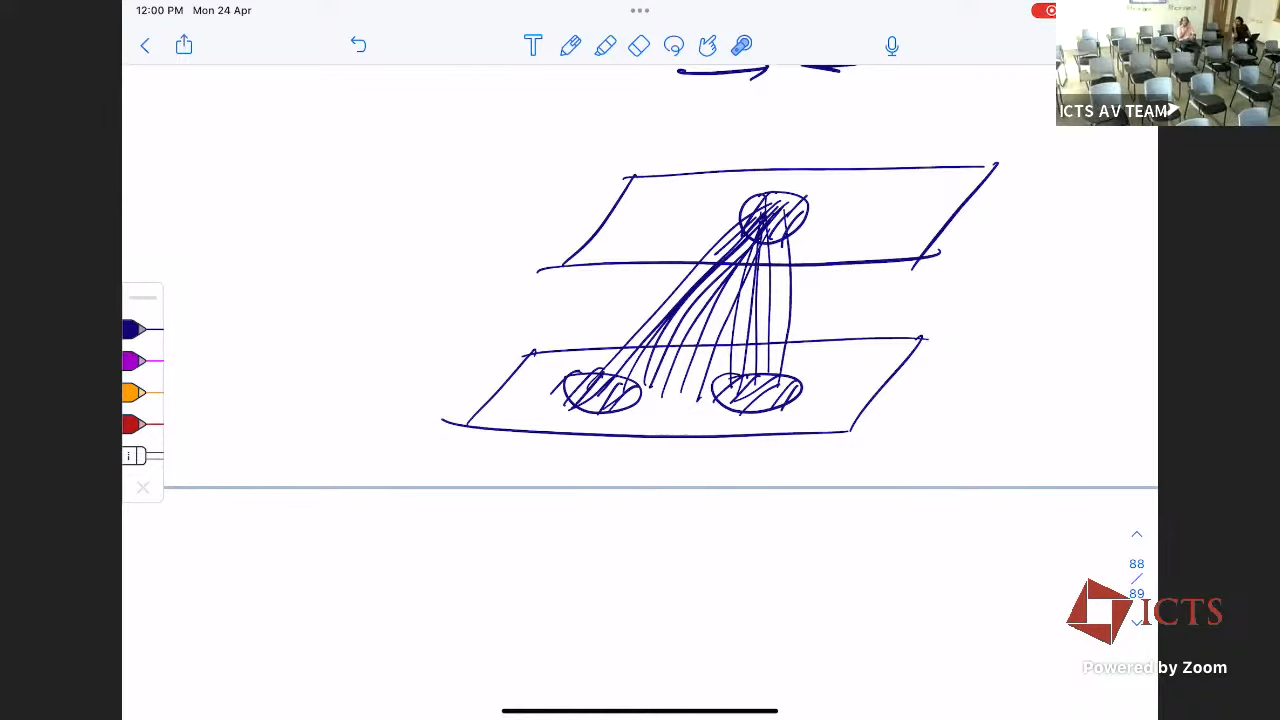 12:00 PM Mon 24 Apr
T
ICTS AV TEAM
i
88
89
ICTS
Powered by Zoom